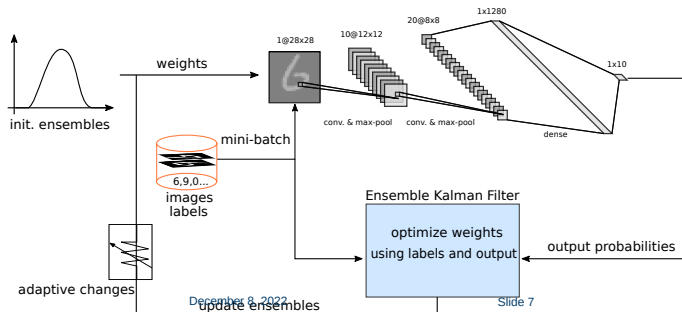 1@28x28
10@12x12
20@8x8
1x1280
1x10
weights
init. ensembles
conv. & max-pool
conv. & max-pool
dense
mini-batch
6,9,0...
images
labels
Ensemble Kalman Filter
optimize weights
using labels and output
output probabilities
adaptive changes
December 8, 2022
update ensembles
Slide 7